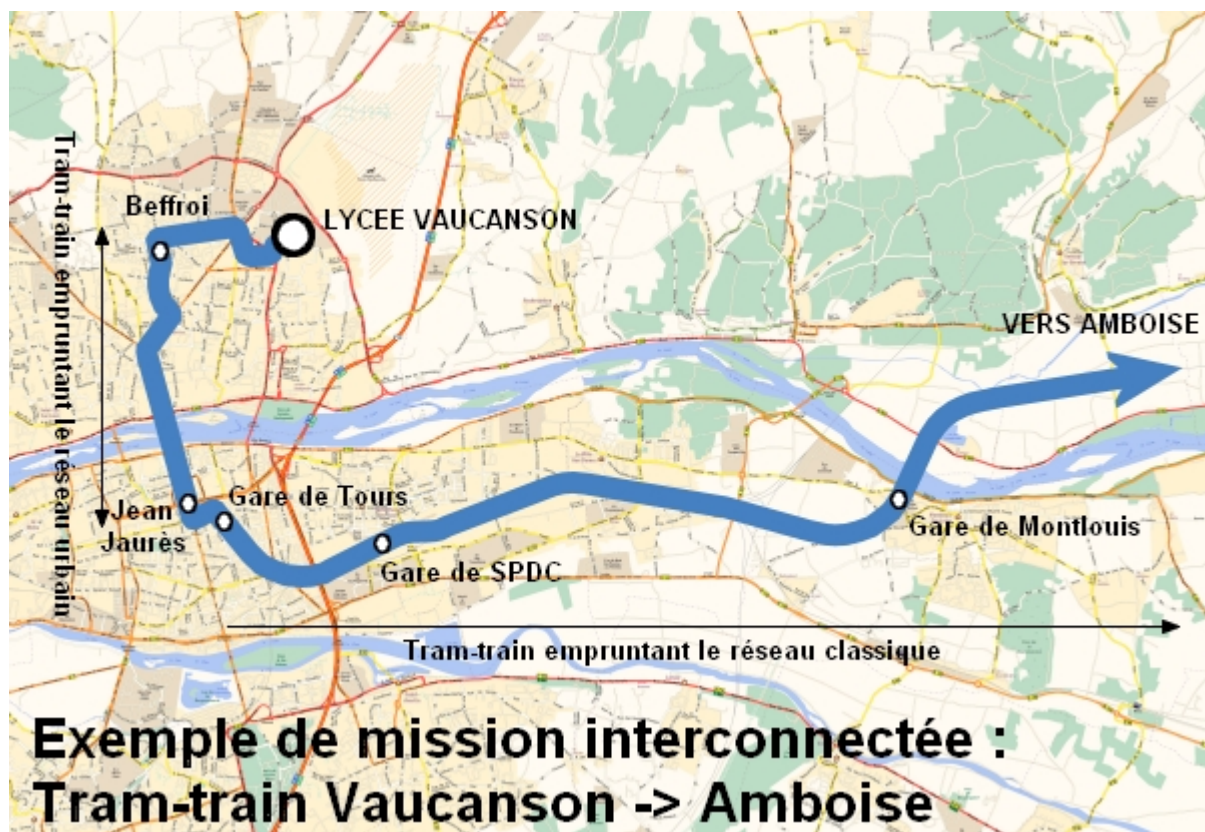 Beffroi
LYCEE VAUCANSON
Tram-train empruntant le réseau urbain
VERS AMBOISE
Jean
Jaurès
Gare de Tours
Gare de SPDC
Gare de Montlouis
Tram-train empruntant le réseau classique
Exemple de mission interconnectée :
Tram-train Vaucanson -> Amboise